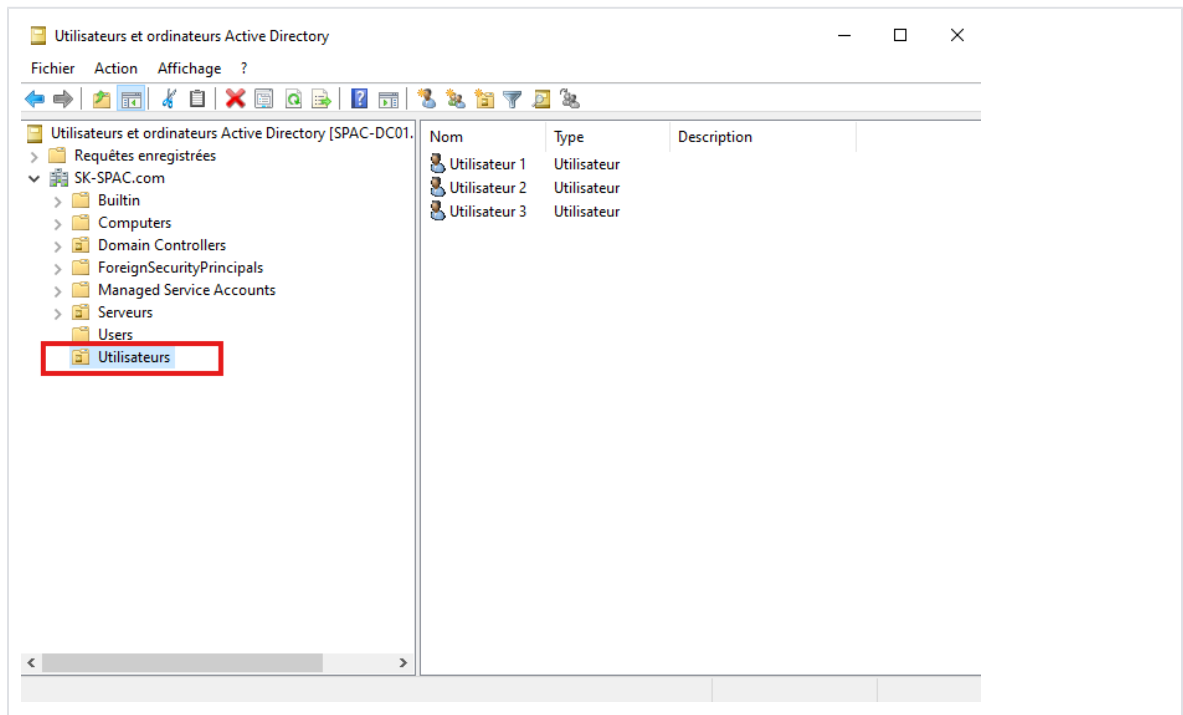 Utilisateurs et ordinateurs Active Directory
Fichier Action Affichage ?
Utilisateurs et ordinateurs Active Directory [SPAC-DC01.
Requêtes enregistrées
SK-SPAC.com
Builtin
Computers
Domain Controllers
ForeignSecurityPrincipals
Managed Service Accounts
Serveurs
Users
Utilisateurs
Nom Type Description
Utilisateur 1 Utilisateur
Utilisateur 2 Utilisateur
Utilisateur 3 Utilisateur